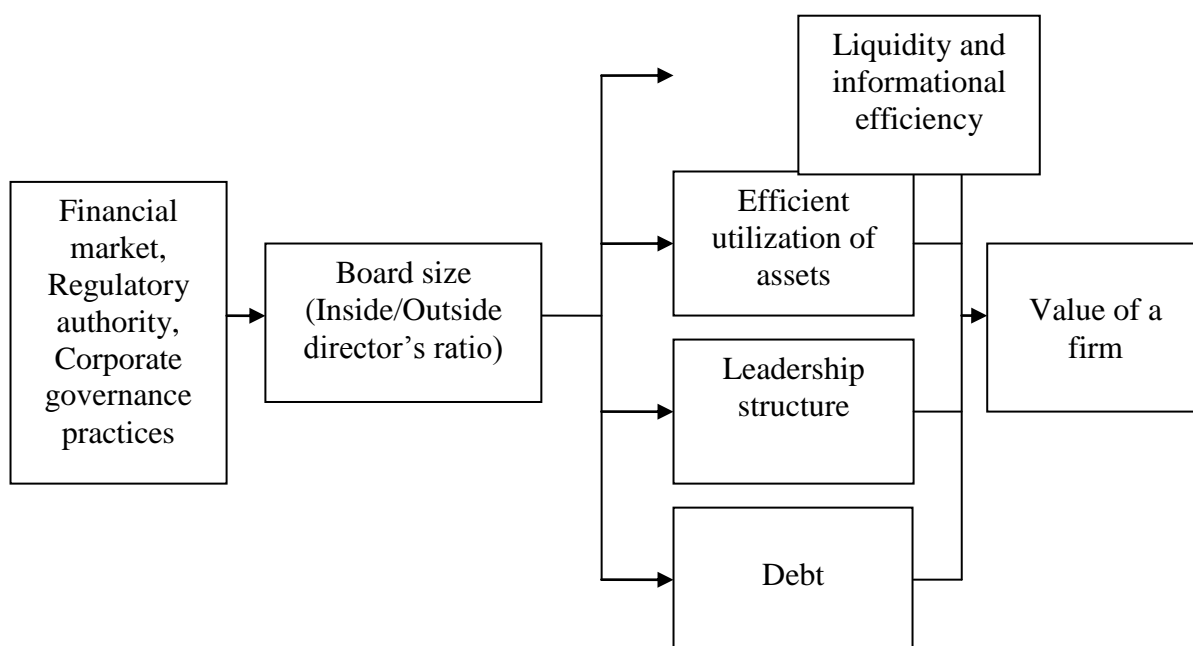 Liquidity and
informational
efficiency
Financial
market,
Regulatory
authority,
Corporate
governance
practices
Board size
(Inside/Outside
director’s ratio)
Efficient
utilization of
assets
Leadership
structure
Debt
Value of a
firm